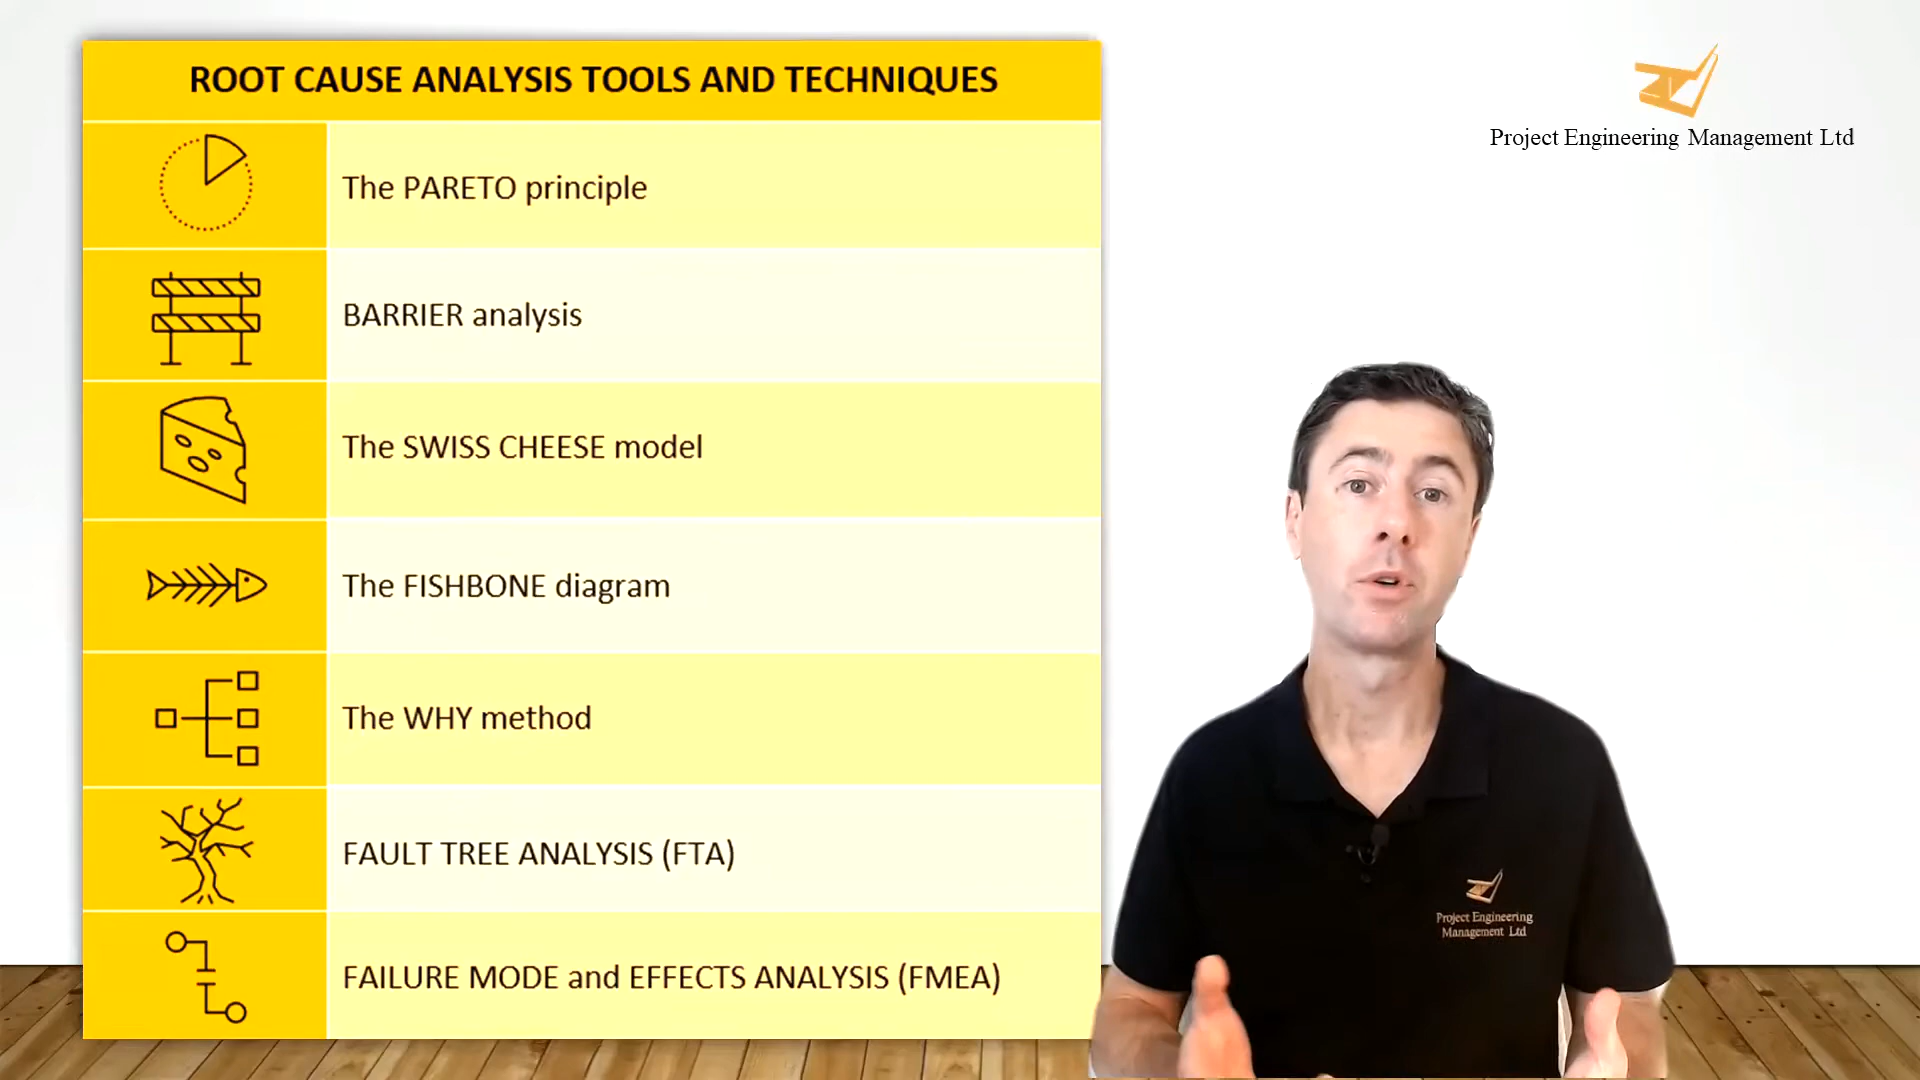 ROOT CAUSE ANALYSIS TOOLS AND TECHNIQUES
The PARETO principle
BARRIER analysis
The SWISS CHEESE model
The FISHBONE diagram
The WHY method
FAULT TREE ANALYSIS (FTA)
FAILURE MODE and EFFECTS ANALYSIS (FMEA)
Project Engineering Management Ltd
Project Engineering
Management Ltd